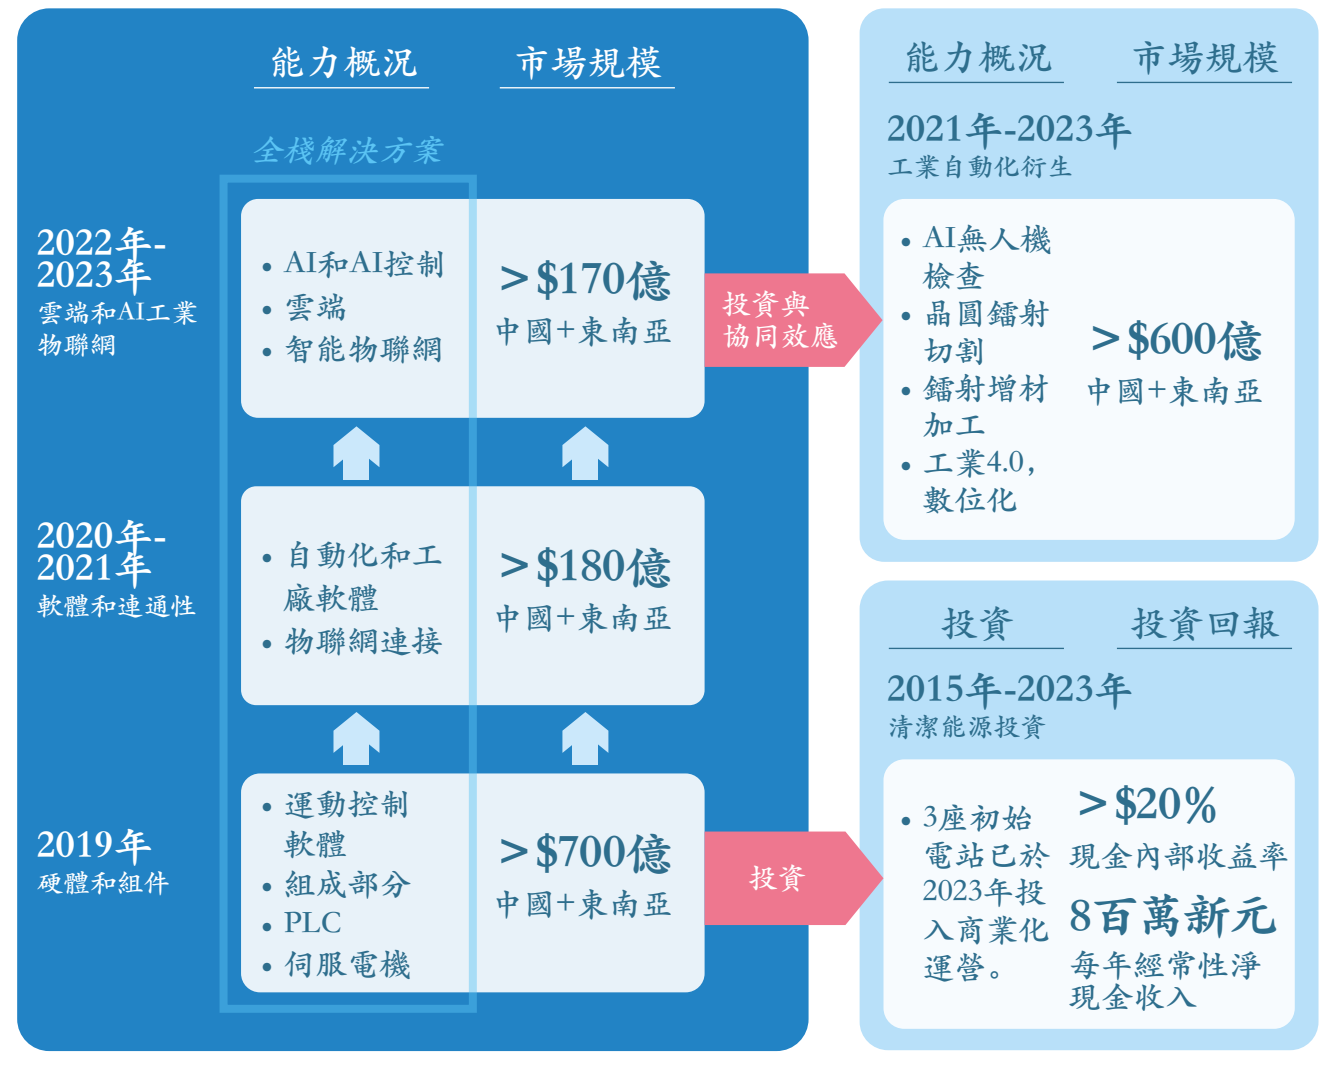 能力概況
市場規模
全棧解決方案
2022年-
2023年
雲端和AI工業
物聯網
• AI和AI控制
• 雲端
• 智能物聯網
>$170億
中國+東南亞
投資與
協同效應
2020年-
2021年
軟體和連通性
• 自動化和工
廠軟體
• 物聯網連接
>$180億
中國+東南亞
2019年
硬體和組件
• 運動控制
軟體
• 組成部分
• PLC
• 伺服電機
>$700億
中國+東南亞
投資
能力概況
市場規模
2021年-2023年
工業自動化衍生
• AI無人機
檢查
• 晶圓鐳射
切割
• 鐳射增材
加工
• 工業4.0,
數位化
>$600億
中國+東南亞
投資
投資回報
2015年-2023年
清潔能源投資
• 3座初始
電站已於
2023年投
入商業化
運營。
>$20%
現金內部收益率
8百萬新元
每年經常性淨
現金收入